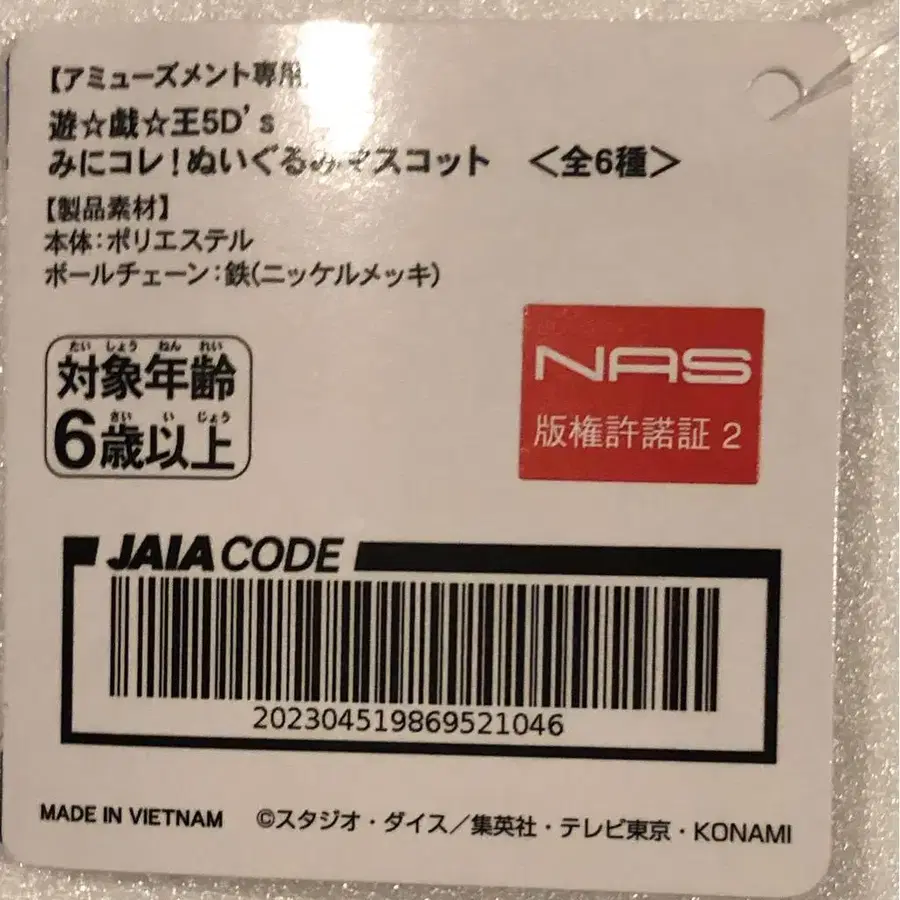 【アミューズメント専用
遊☆戯☆王5D's
みにコレ!ぬいぐるみマスコット <全6種>
【製品素材】
本体:ポリエステル
ボールチェーン:鉄(ニッケルメッキ)
たい しょう ねん れい
対象年齢
さい い じょう
6歳以上
NAS
版権許諾証 2
JAIA CODE
202304519869521046
MADE IN VIETNAM ©スタジオ・ダイス/集英社・テレビ東京・KONAMI